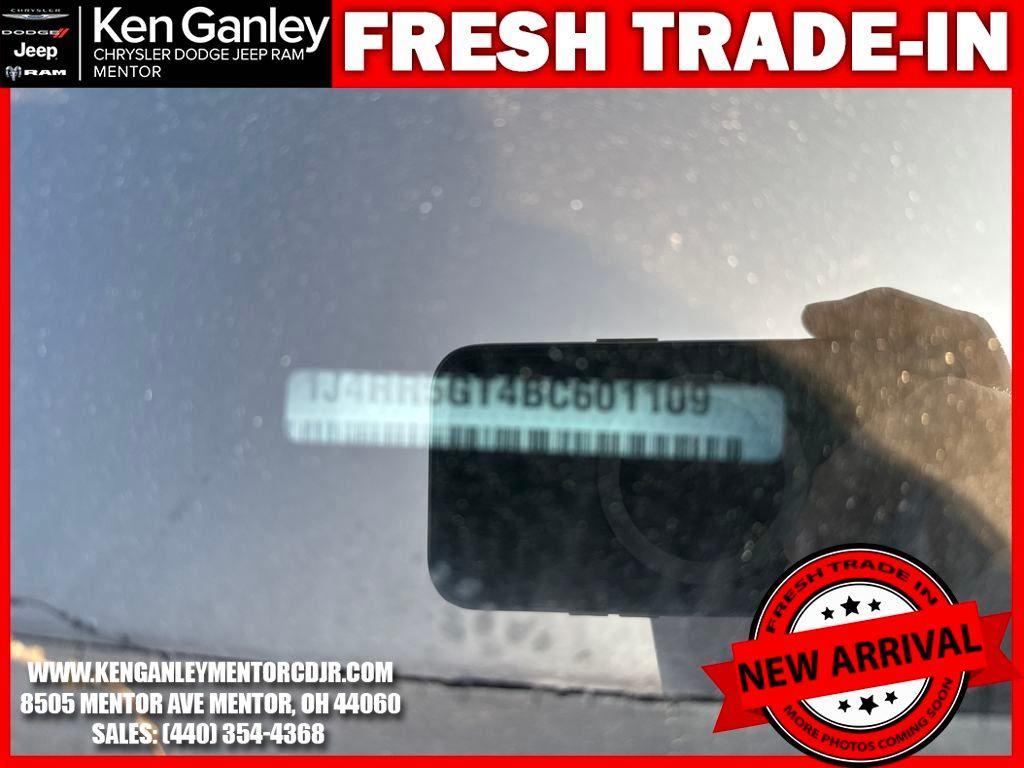 CHRYSLER
DODGE
Jeep
RAM
Ken Ganley
CHRYSLER DODGE JEEP RAM
MENTOR
FRESH TRADE-IN
1J4RR5GT4BC601109
FRESH TRADE IN
NEW ARRIVAL
MORE PHOTOS COMING SOON
WWW.KENGANLEYMENTORCDJR.COM
8505 MENTOR AVE MENTOR, OH 44060
SALES: (440) 354-4368